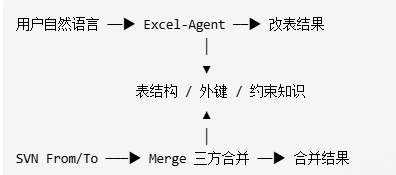 用户自然语言 ──▶ Excel-Agent ──▶ 改表结果
│
▼
表结构 / 外键 / 约束知识
▲
│
SVN From/To ──▶ Merge 三方合并 ──▶ 合并结果